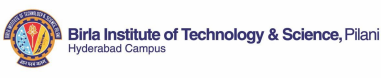 Birla Institute of Technology & Science, Pilani
Hyderabad Campus